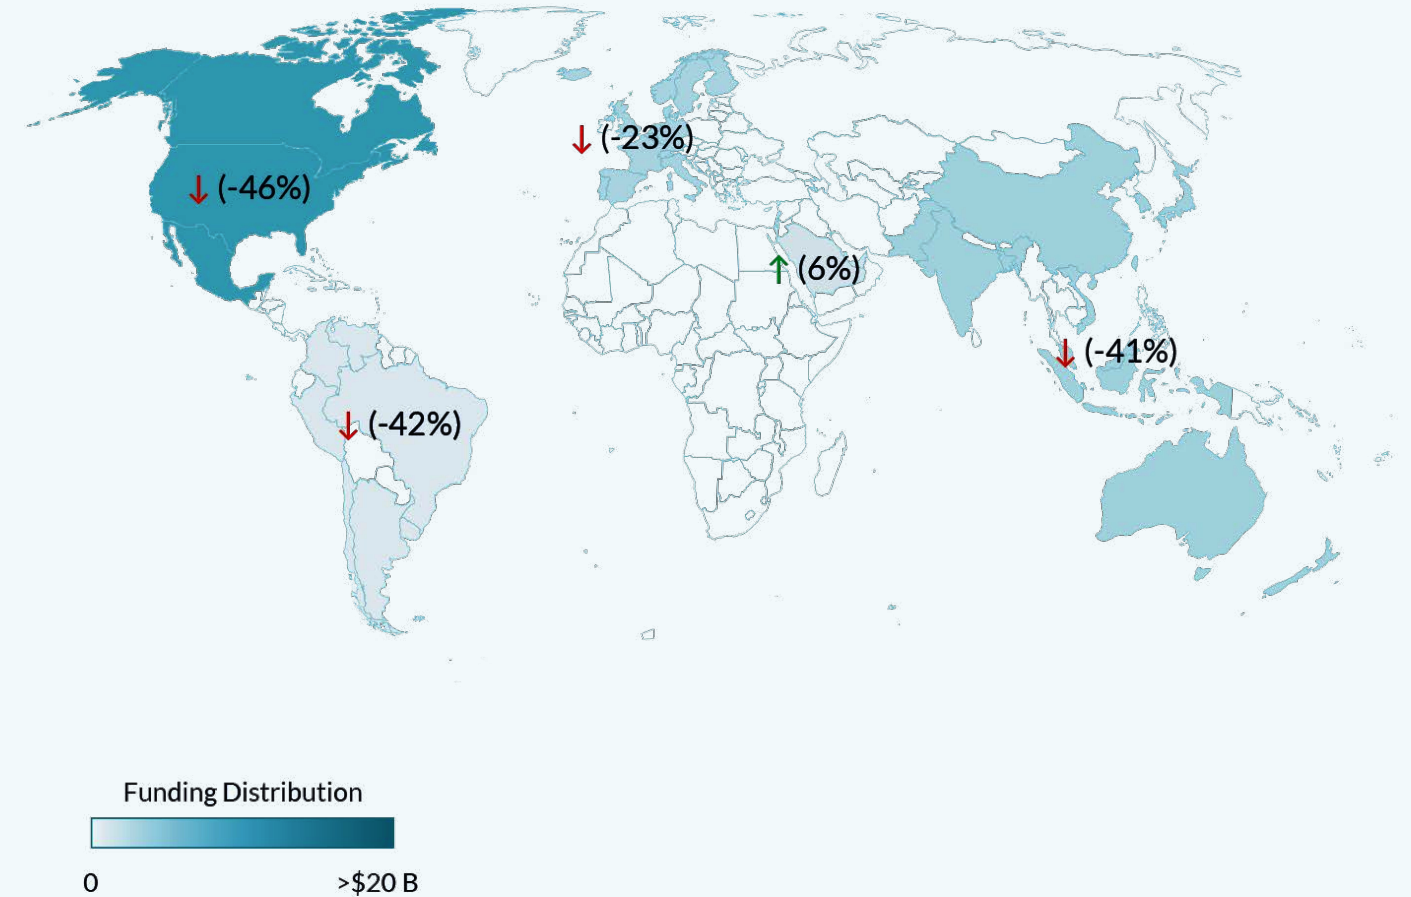 ↓ (-23%)
↓ (-46%)
↑ (6%)
↓ (-41%)
↓ (-42%)
Funding Distribution
0 >$20 B